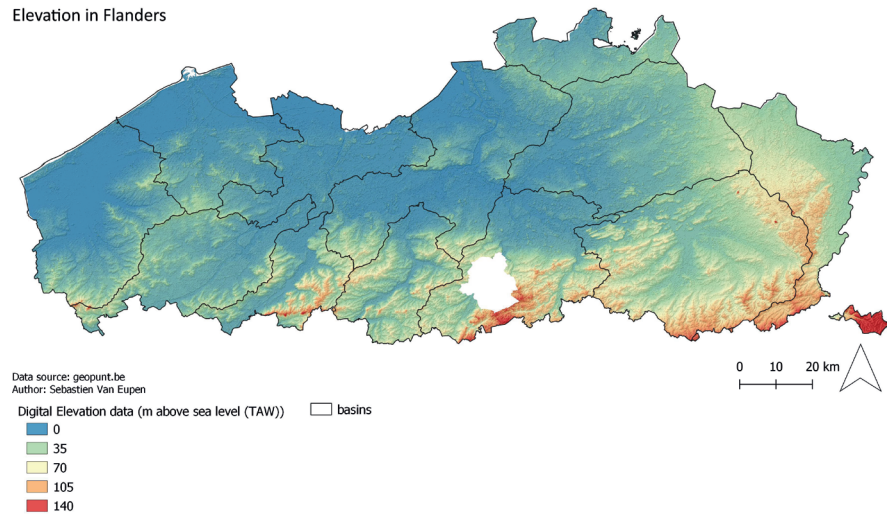 Elevation in Flanders
0 10 20 km
Data source: geopunt.be
Author: Sebastien Van Eupen
Digital Elevation data (m above sea level (TAW)) basins
0
35
70
105
140